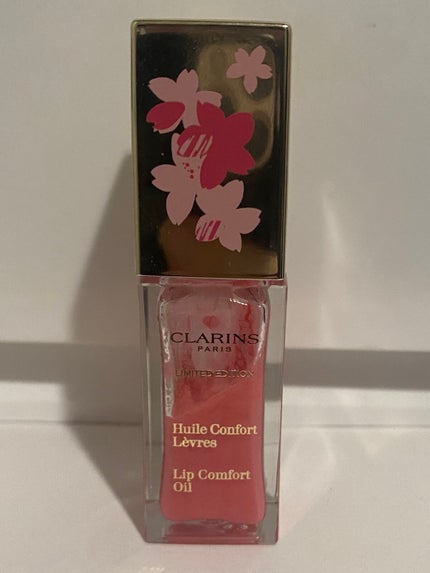 CLARINS
PARIS
LIMITED EDITION
Huile Confort
Lèvres
Lip Comfort
Oil